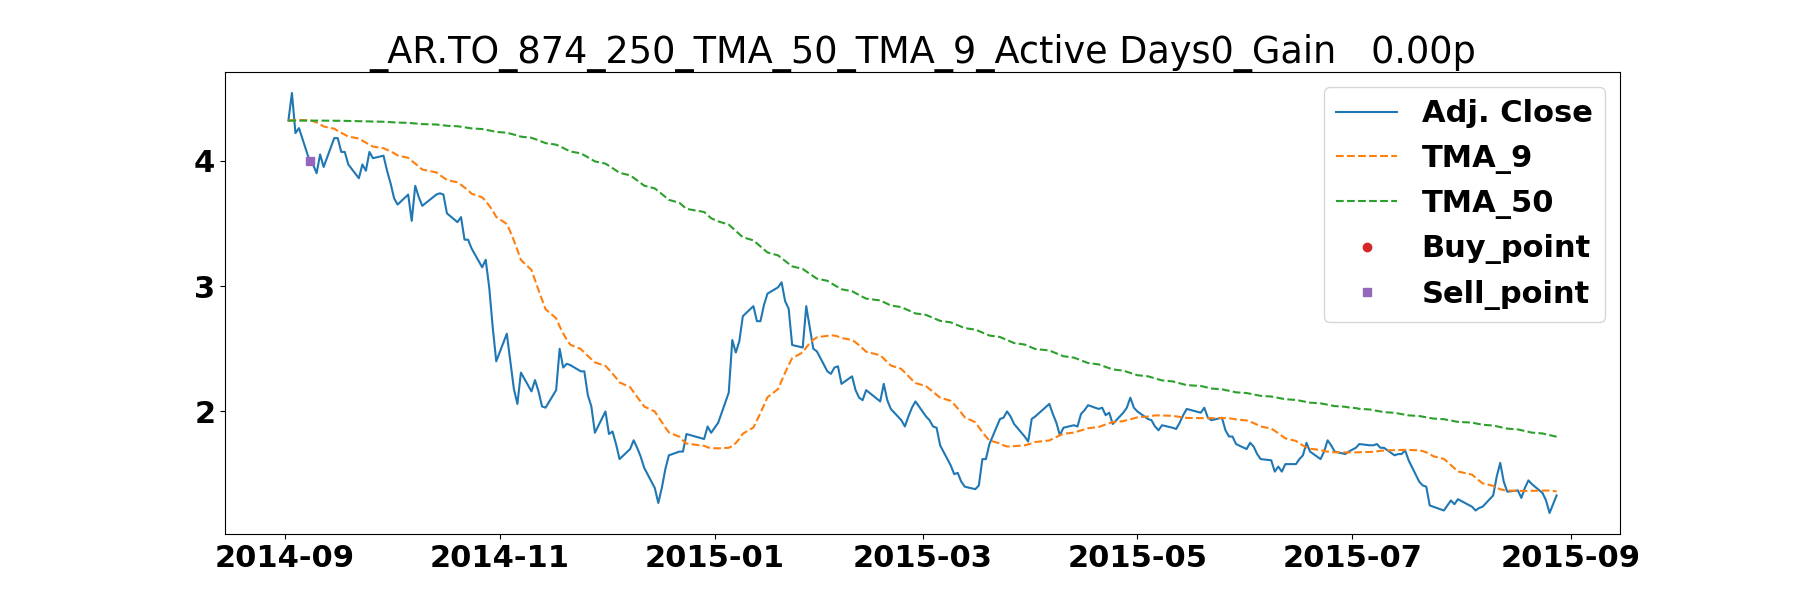 _AR.TO_874_250_TMA_50_TMA_9_Active Days0_Gain   0.00p
Adj. Close
TMA_9
TMA_50
Buy_point
Sell_point
4
3
2
2014-09 2014-11 2015-01 2015-03 2015-05 2015-07 2015-09